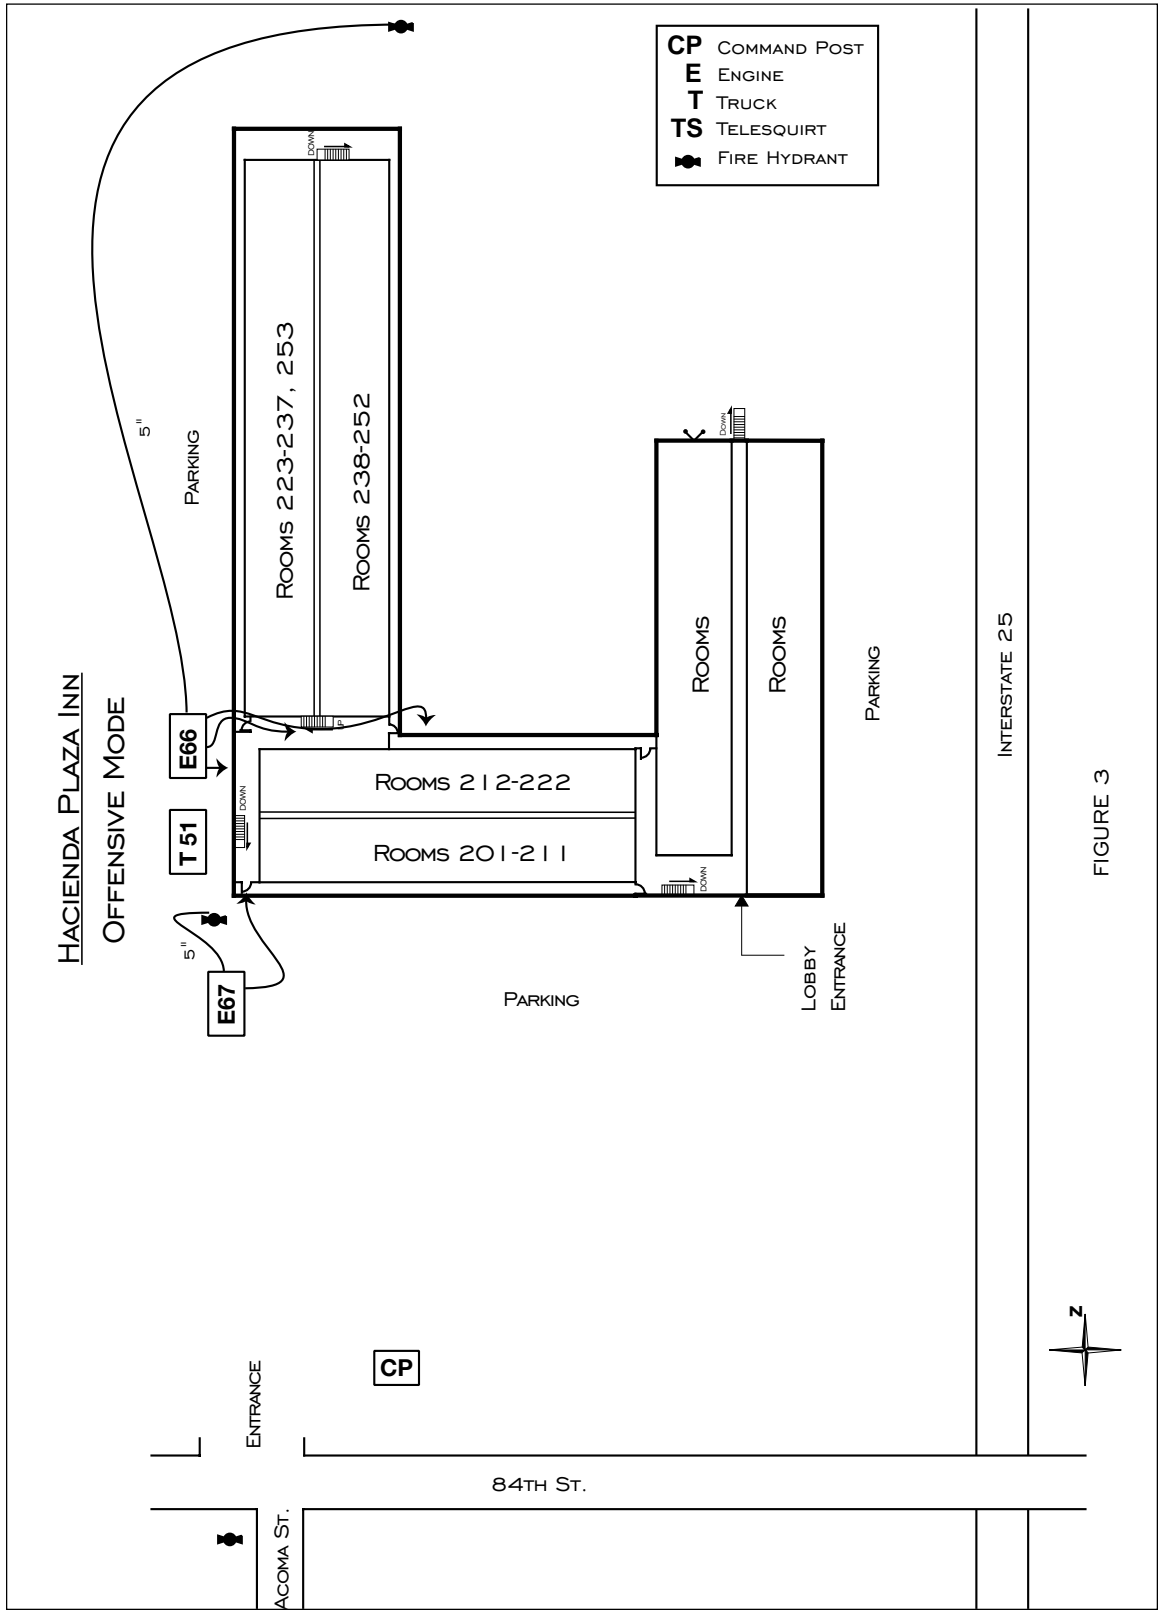 HACIENDA PLAZA INN
OFFENSIVE MODE
CP COMMAND POST
E ENGINE
T TRUCK
TS TELESQUIRT
FIRE HYDRANT
5"
PARKING
DOWN
ROOMS 223-237, 253
ROOMS 238-252
E66
UP
T 51
DOWN
ROOMS 212-222
ROOMS 201-211
5"
E67
DOWN
ROOMS
ROOMS
DOWN
PARKING
LOBBY
ENTRANCE
PARKING
INTERSTATE 25
FIGURE 3
N
CP
ENTRANCE
84TH ST.
ACOMA ST.